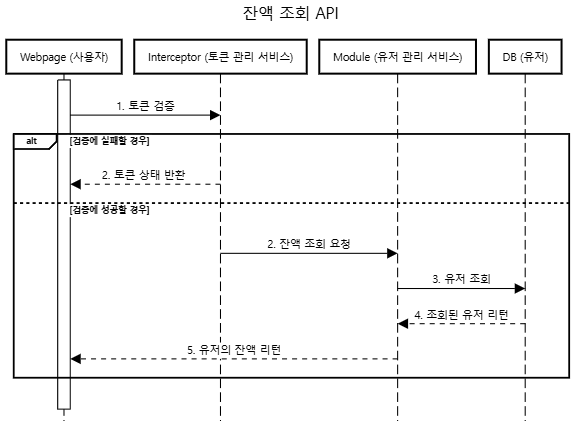 잔액 조회 API
Webpage (사용자)
Interceptor (토큰 관리 서비스)
Module (유저 관리 서비스)
DB (유저)
1. 토큰 검증
alt
[검증에 실패할 경우]
2. 토큰 상태 반환
[검증에 성공할 경우]
2. 잔액 조회 요청
3. 유저 조회
4. 조회된 유저 리턴
5. 유저의 잔액 리턴